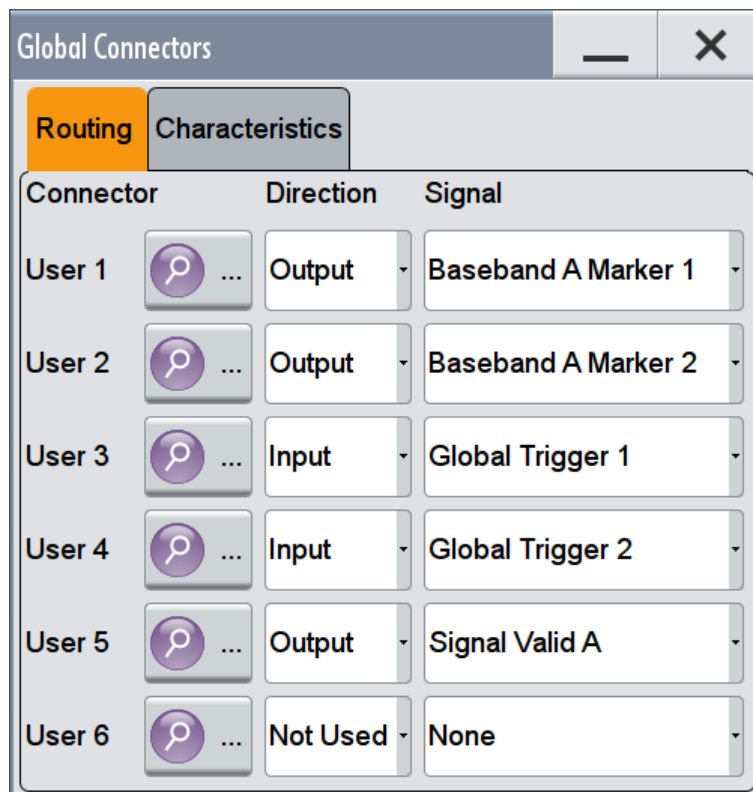 Global Connectors
Routing Characteristics
Connector Direction Signal
User 1 ... Output Baseband A Marker 1
User 2 ... Output Baseband A Marker 2
User 3 ... Input Global Trigger 1
User 4 ... Input Global Trigger 2
User 5 ... Output Signal Valid A
User 6 ... Not Used None